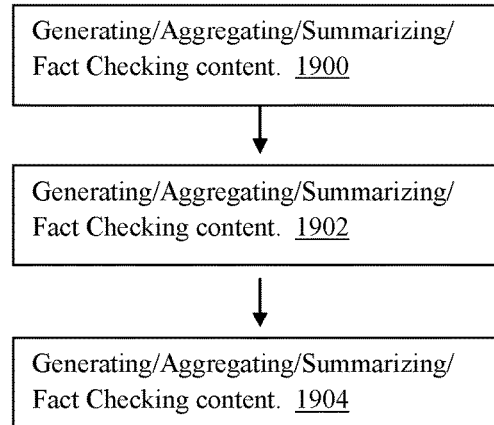 Generating/Aggregating/Summarizing/
Fact Checking content. 1900
Generating/Aggregating/Summarizing/
Fact Checking content. 1902
Generating/Aggregating/Summarizing/
Fact Checking content. 1904